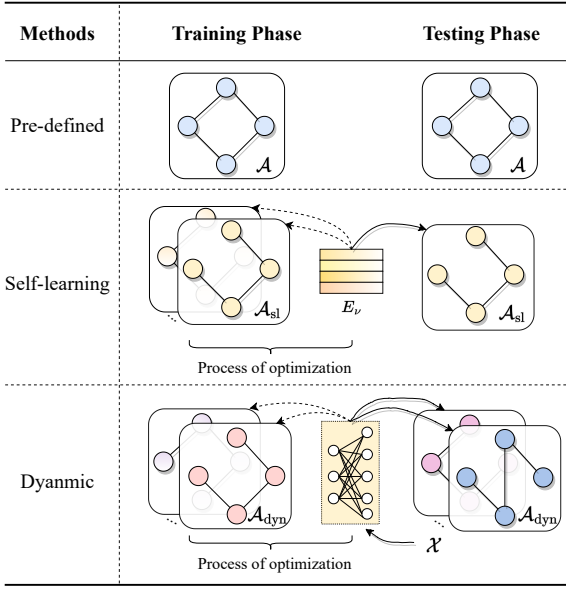 Methods Training Phase Testing Phase
Pre-defined
𝒜 𝒜
Self-learning
𝒜sl Eν 𝒜sl
Process of optimization
Dyanmic
𝒜dyn 𝒜dyn
𝒳
Process of optimization